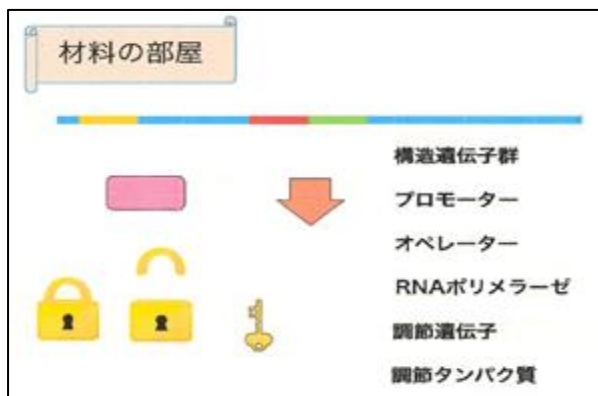 材料の部屋
構造遺伝子群
プロモーター
オペレーター
RNAポリメラーゼ
調節遺伝子
調節タンパク質